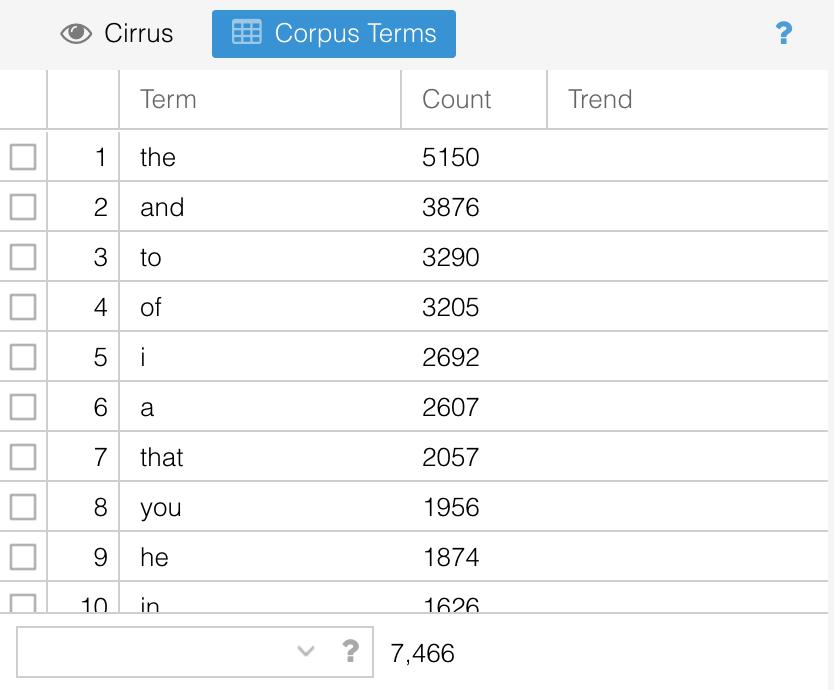 Cirrus Corpus Terms ?
Term Count Trend
1 the 5150
2 and 3876
3 to 3290
4 of 3205
5 i 2692
6 a 2607
7 that 2057
8 you 1956
9 he 1874
10 in 1626
? 7,466